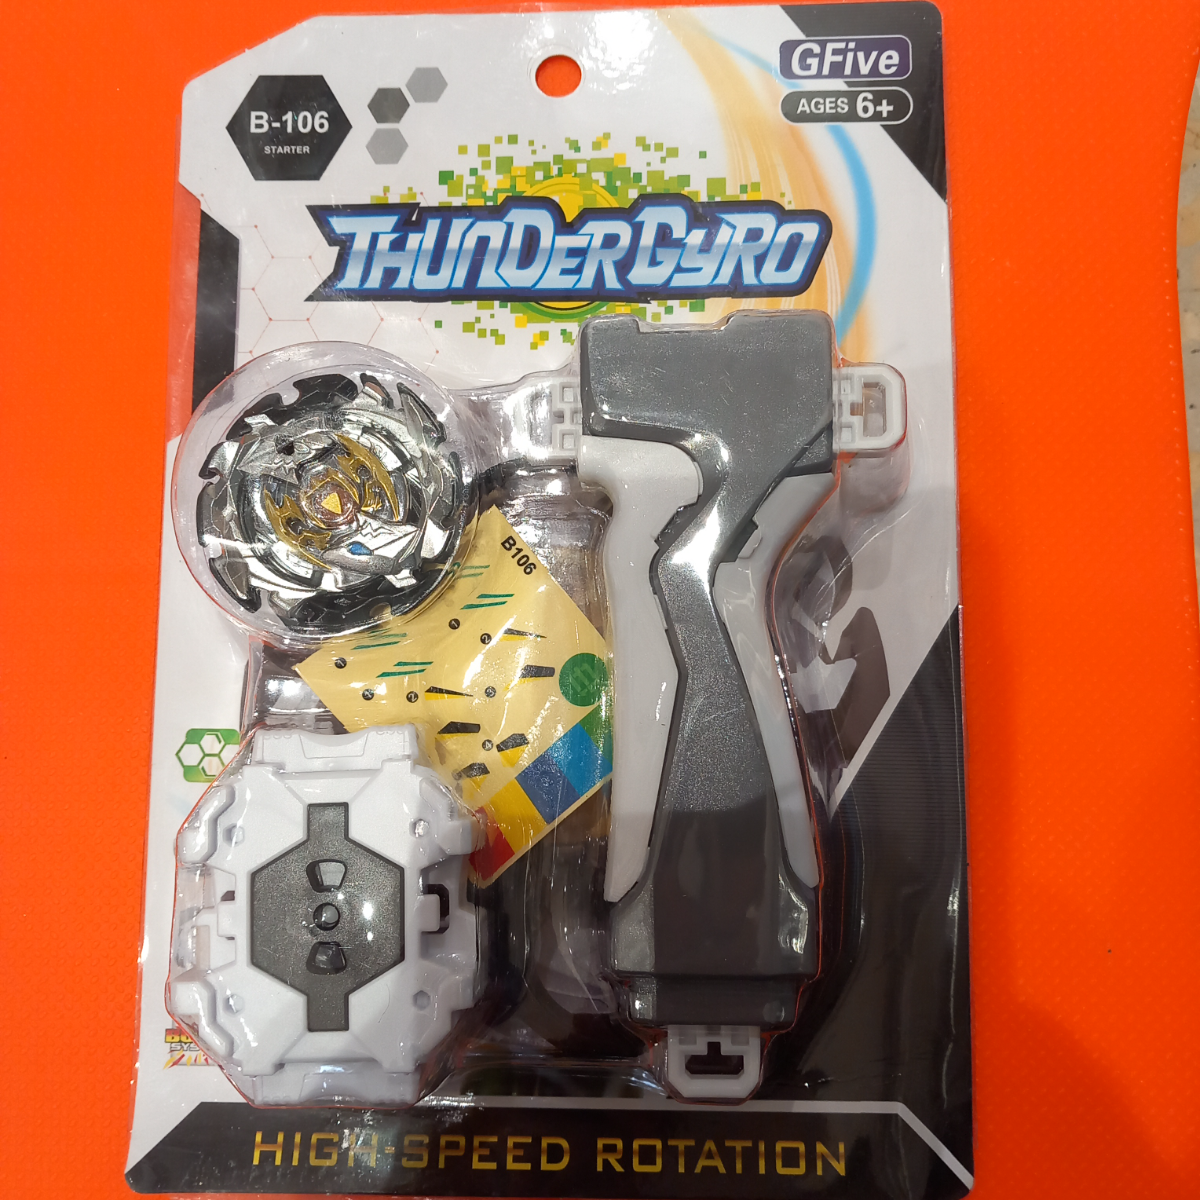 GFive
AGES 6+
B-106
STARTER
THUNDERGYRO
B106
HIGH-SPEED ROTATION